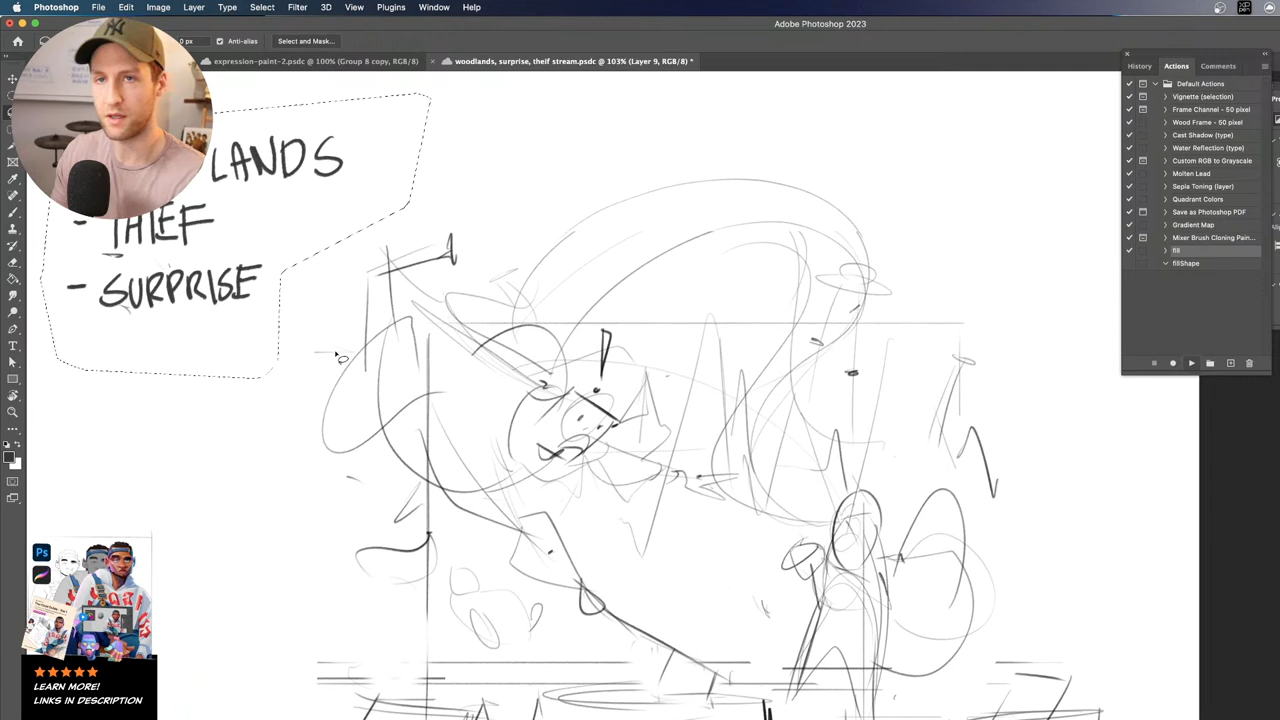 Photoshop File Edit Image Layer Type Select Filter 3D View Plugins Window Help
Adobe Photoshop 2023
0 px Anti-alias Select and Mask...
expression-paint-2.psdc @ 100% (Group 8 copy, RGB/8)
woodlands, surprise, theif stream.psdc @ 103% (Layer 9, RGB/8) *
History Actions Comments
Default Actions
Vignette (selection)
Frame Channel - 50 pixel
Wood Frame - 50 pixel
Cast Shadow (type)
Water Reflection (type)
Custom RGB to Grayscale
Molten Lead
Sepia Toning (layer)
Quadrant Colors
Save as Photoshop PDF
Gradient Map
Mixer Brush Cloning Pain...
fill
fillShape
LANDS
- THIEF
- SURPRISE
!
Ps
LEARN MORE!
LINKS IN DESCRIPTION